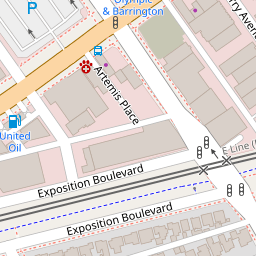 P
Olympic
& Barrington
Artemis Place
United
Oil
E Line (
Exposition Boulevard
Exposition Boulevard